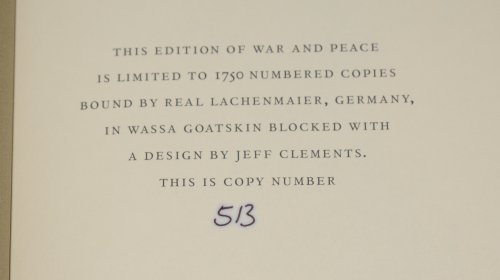 THIS EDITION OF WAR AND PEACE
IS LIMITED TO 1750 NUMBERED COPIES
BOUND BY REAL LACHENMAIER, GERMANY,
IN WASSA GOATSKIN BLOCKED WITH
A DESIGN BY JEFF CLEMENTS.
THIS IS COPY NUMBER
513